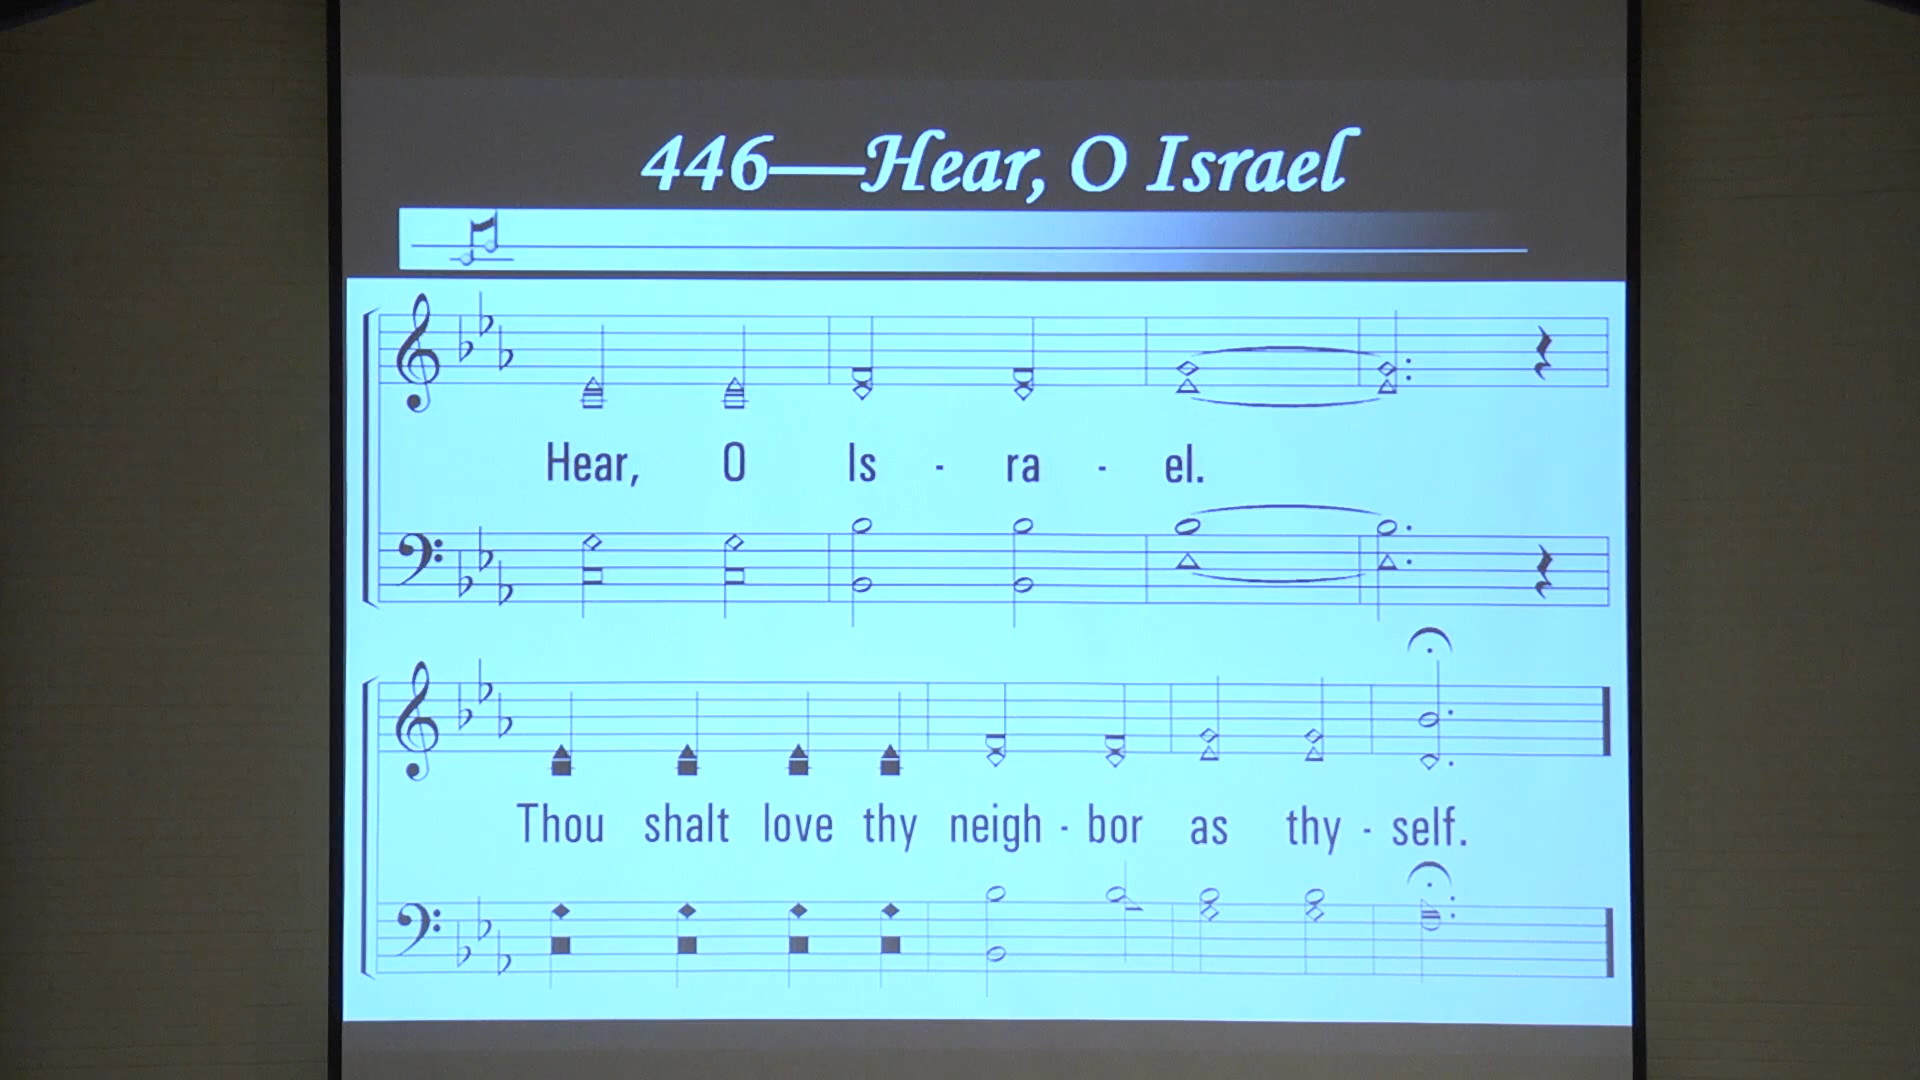 446—Hear, O Israel
Hear, O Is - ra - el.
Thou shalt love thy neigh - bor as thy - self.